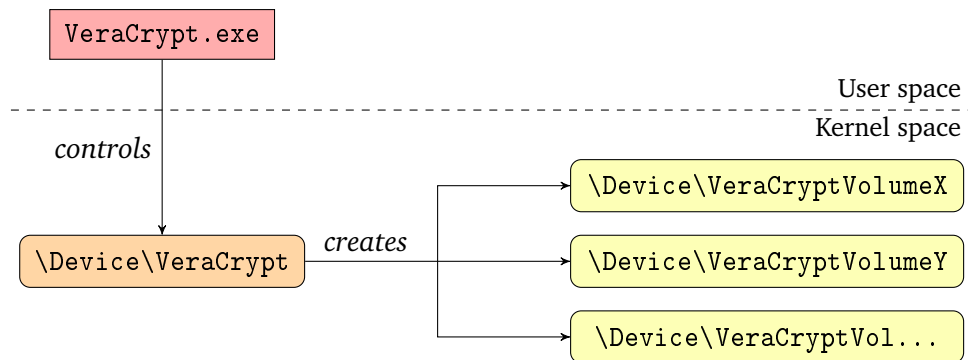 VeraCrypt.exe
User space
Kernel space
controls
\Device\VeraCryptVolumeX
\Device\VeraCrypt
creates
\Device\VeraCryptVolumeY
\Device\VeraCryptVol...